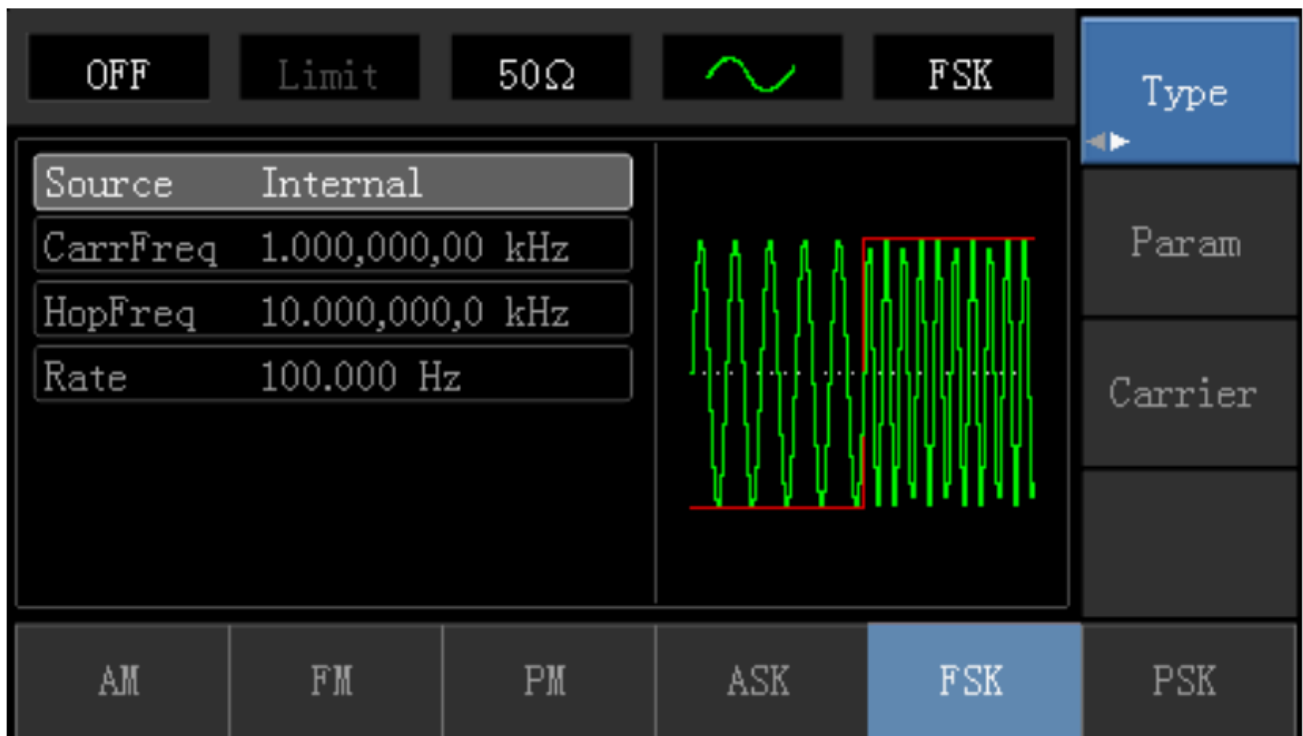 OFF Limit 50Ω FSK
Type
Source Internal
CarrFreq 1.000,000,00 kHz
HopFreq 10.000,000,0 kHz
Rate 100.000 Hz
Param
Carrier
AM FM PM ASK FSK PSK